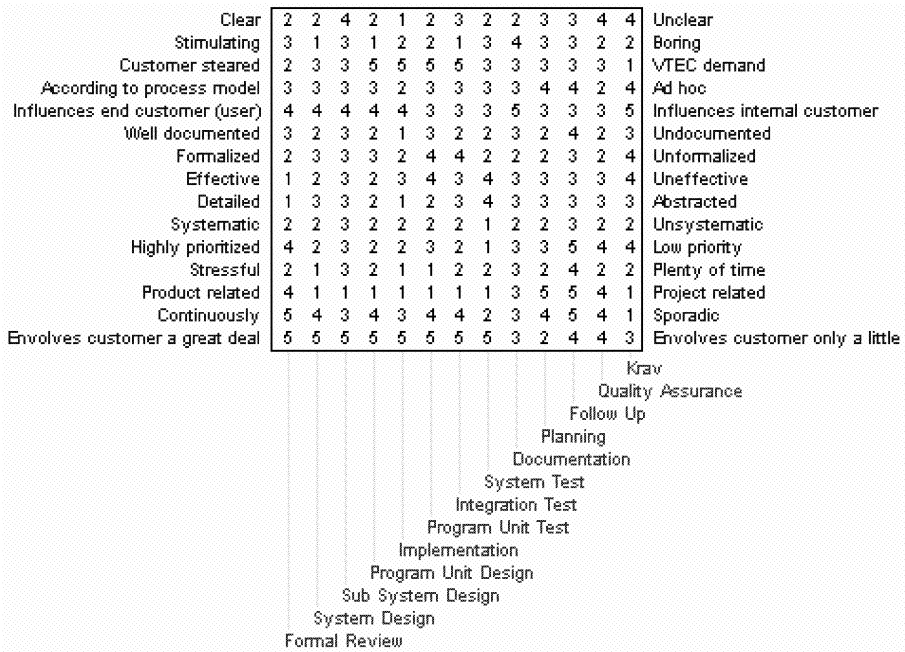 Clear 2 2 4 2 1 2 3 2 2 3 3 4 4 Unclear
Stimulating 3 1 3 1 2 2 1 3 4 3 3 2 2 Boring
Customer steared 2 3 3 5 5 5 5 3 3 3 3 3 1 VTEC demand
According to process model 3 3 3 3 2 3 3 3 3 4 4 2 4 Ad hoc
Influences end customer (user) 4 4 4 4 4 3 3 3 5 3 3 3 5 Influences internal customer
Well documented 3 2 3 2 1 3 2 2 3 2 4 2 3 Undocumented
Formalized 2 3 3 3 2 4 4 2 2 2 3 2 4 Unformalized
Effective 1 2 3 2 3 4 3 4 3 3 3 3 4 Uneffective
Detailed 1 3 3 2 1 2 3 4 3 3 3 3 3 Abstracted
Systematic 2 2 3 2 2 2 2 1 2 2 3 2 2 Unsystematic
Highly prioritized 4 2 3 2 2 3 2 1 3 3 5 4 4 Low priority
Stressful 2 1 3 2 1 1 2 2 3 2 4 2 2 Plenty of time
Product related 4 1 1 1 1 1 1 1 3 5 5 4 1 Project related
Continuously 5 4 3 4 3 4 4 2 3 4 5 4 1 Sporadic
Envolves customer a great deal 5 5 5 5 5 5 5 5 3 2 4 4 3 Envolves customer only a little
Krav
Quality Assurance
Follow Up
Planning
Documentation
System Test
Integration Test
Program Unit Test
Implementation
Program Unit Design
Sub System Design
System Design
Formal Review